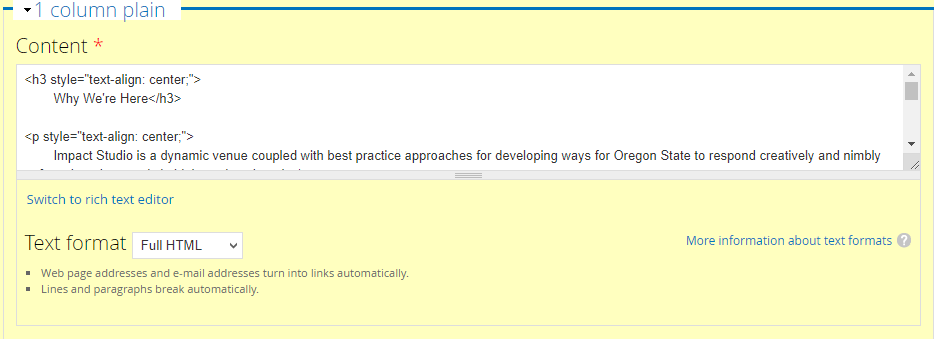 1 column plain
Content *
<h3 style="text-align: center;">
Why We're Here</h3>
<p style="text-align: center;">
Impact Studio is a dynamic venue coupled with best practice approaches for developing ways for Oregon State to respond creatively and nimbly
Switch to rich text editor
Text format Full HTML
More information about text formats ?
Web page addresses and e-mail addresses turn into links automatically.
Lines and paragraphs break automatically.